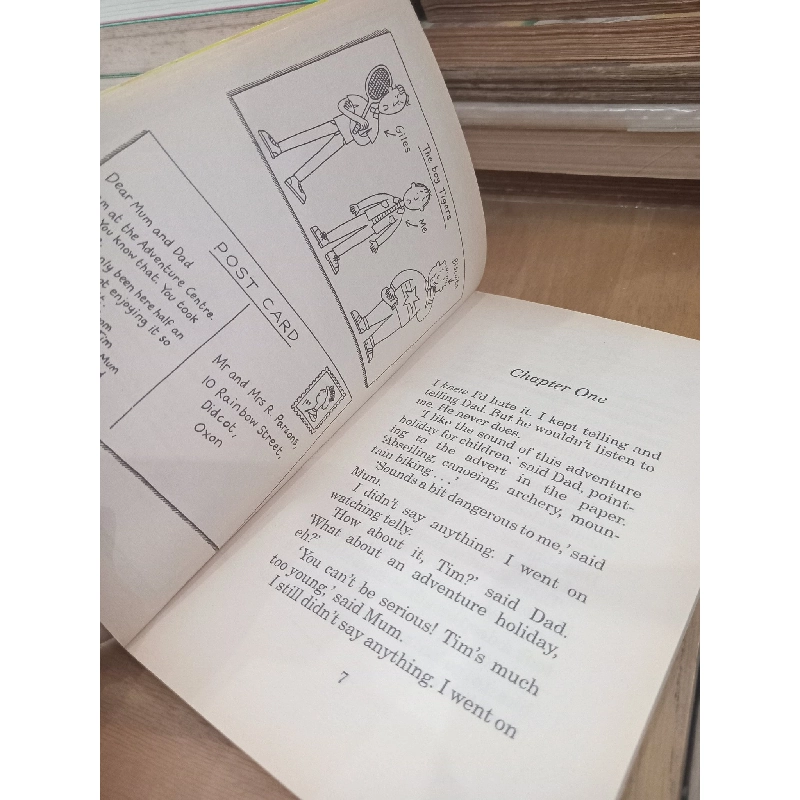 The boy Tigers
Giles
Me
Dear Mum and Dad
at the Adventure Centre.
You know that. You took
only been here half an
enjoying it so
Tim
Mum
POST CARD
Mr and Mrs R Parsons,
10 Rainbow Street,
Didcot,
Oxon
Chapter One
I knew I'd hate it. I kept telling and
telling Dad. But he wouldn't listen to
me. He never does.
'I like the sound of this adventure
holiday for children,' said Dad, point-
ing to the advert in the paper.
'Abseiling, canoeing, archery, moun-
tain biking . . .'
'Sounds a bit dangerous to me,' said
Mum.
I didn't say anything. I went on
watching telly.
'How about it, Tim?' said Dad.
'What about an adventure holiday,
eh?'
'You can't be serious! Tim's much
too young,' said Mum.
I still didn't say anything. I went on
7